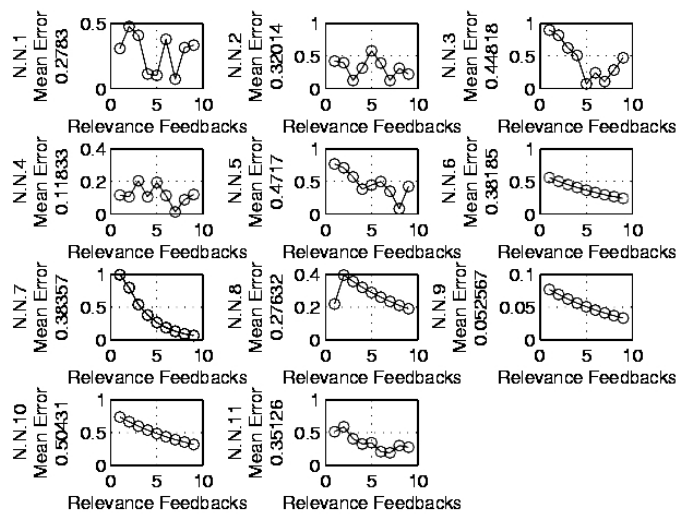 N.N.1
Mean Error
0.2783
0.5
0
0 5 10
Relevance Feedbacks
N.N.2
Mean Error
0.32014
1
0.5
0
0 5 10
Relevance Feedbacks
N.N.3
Mean Error
0.44818
1
0.5
0
0 5 10
Relevance Feedbacks
N.N.4
Mean Error
0.11833
0.4
0.2
0
0 5 10
Relevance Feedbacks
N.N.5
Mean Error
0.4717
1
0.5
0
0 5 10
Relevance Feedbacks
N.N.6
Mean Error
0.38185
1
0.5
0
0 5 10
Relevance Feedbacks
N.N.7
Mean Error
0.38357
1
0.5
0
0 5 10
Relevance Feedbacks
N.N.8
Mean Error
0.27632
0.4
0.2
0
0 5 10
Relevance Feedbacks
N.N.9
Mean Error
0.052567
0.1
0.05
0
0 5 10
Relevance Feedbacks
N.N.10
Mean Error
0.50431
1
0.5
0
0 5 10
Relevance Feedbacks
N.N.11
Mean Error
0.35126
1
0.5
0
0 5 10
Relevance Feedbacks